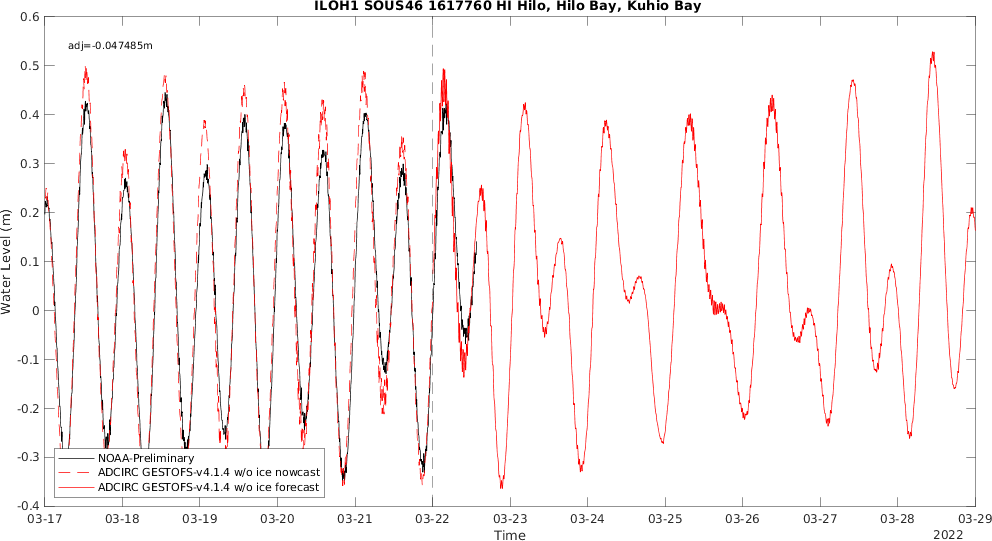 ILOH1 SOUS46 1617760 HI Hilo, Hilo Bay, Kuhio Bay
adj=-0.047485m
0.6
0.5
0.4
0.3
0.2
0.1
0
-0.1
-0.2
-0.3
-0.4
Water Level (m)
NOAA-Preliminary
ADCIRC GESTOFS-v4.1.4 w/o ice nowcast
ADCIRC GESTOFS-v4.1.4 w/o ice forecast
03-17 03-18 03-19 03-20 03-21 03-22 03-23 03-24 03-25 03-26 03-27 03-28 03-29
Time
2022